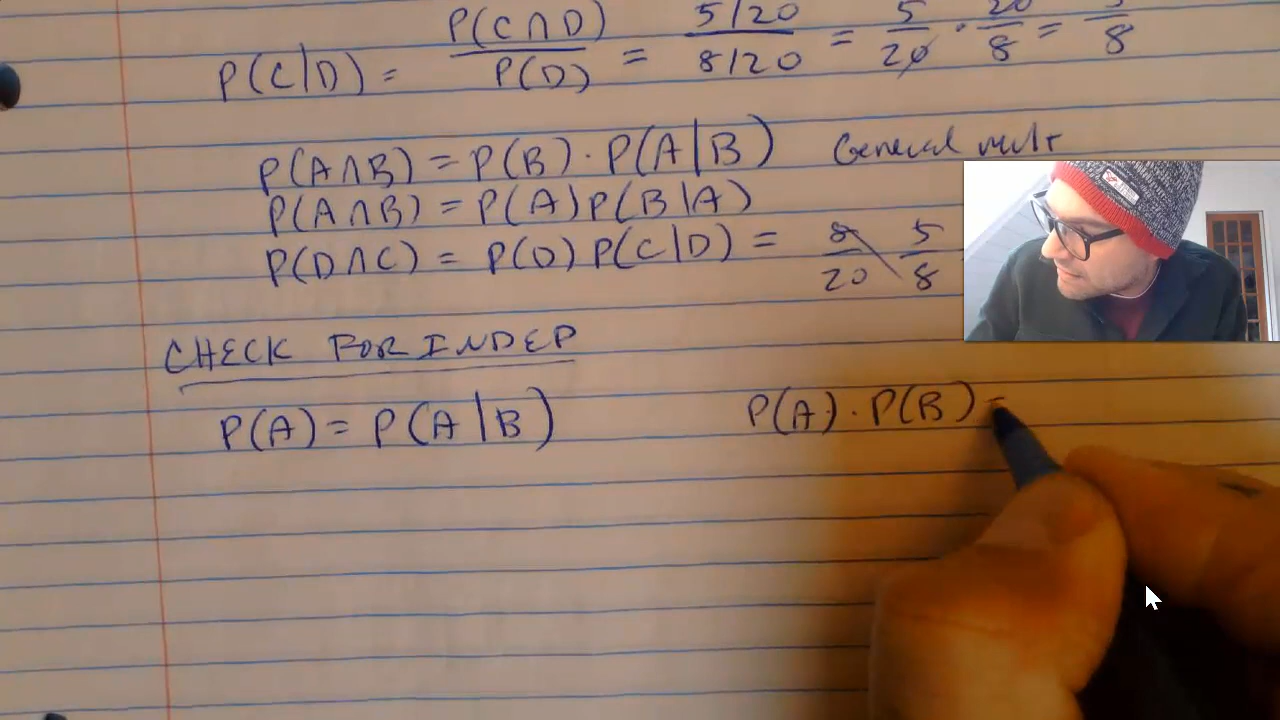 P(C|D) = P(C∩D)/P(D) = 5/20 / 8/20 = 5/20 · 20/8 = 5/8
P(A∩B) = P(B) · P(A|B) General mult
P(A∩B) = P(A)P(B|A)
P(D∩C) = P(D)P(C|D) = 8/20 5/8
CHECK FOR INDEP
P(A) = P(A|B) P(A) · P(B) =